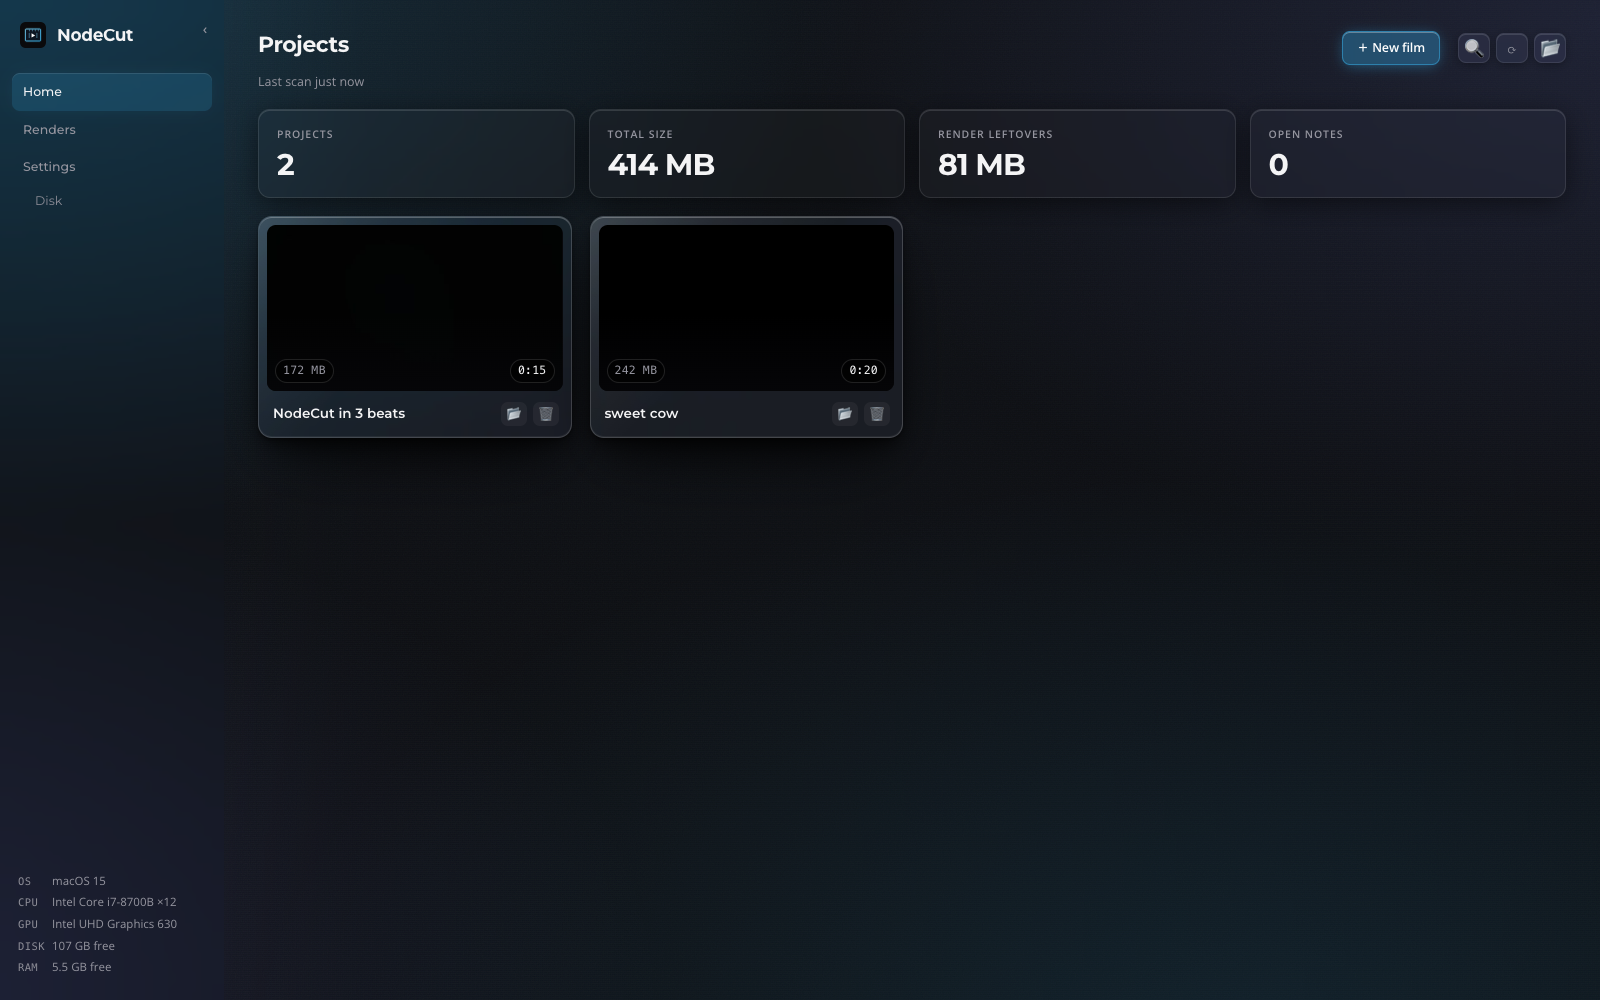 NodeCut
Home
Renders
Settings
Disk
OS macOS 15
CPU Intel Core i7-8700B ×12
GPU Intel UHD Graphics 630
DISK 107 GB free
RAM 5.5 GB free
Projects
+ New film
Last scan just now
PROJECTS
2
TOTAL SIZE
414 MB
RENDER LEFTOVERS
81 MB
OPEN NOTES
0
172 MB
0:15
NodeCut in 3 beats
242 MB
0:20
sweet cow